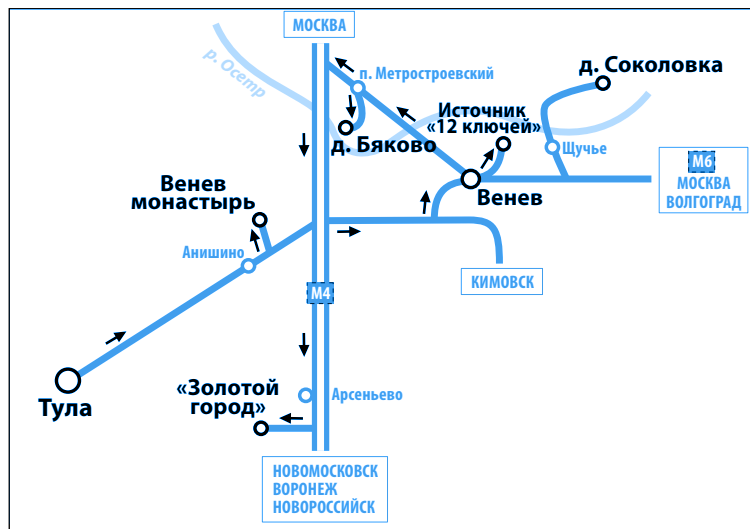 МОСКВА
р. Осетр
п. Метростроевский
д. Соколовка
Источник
«12 ключей»
д. Бяково
Щучье
М6
МОСКВА
ВОЛГОГРАД
Венев
монастырь
Венев
Анишино
КИМОВСК
М4
Тула
«Золотой
город»
Арсеньево
НОВОМОСКОВСК
ВОРОНЕЖ
НОВОРОССИЙСК